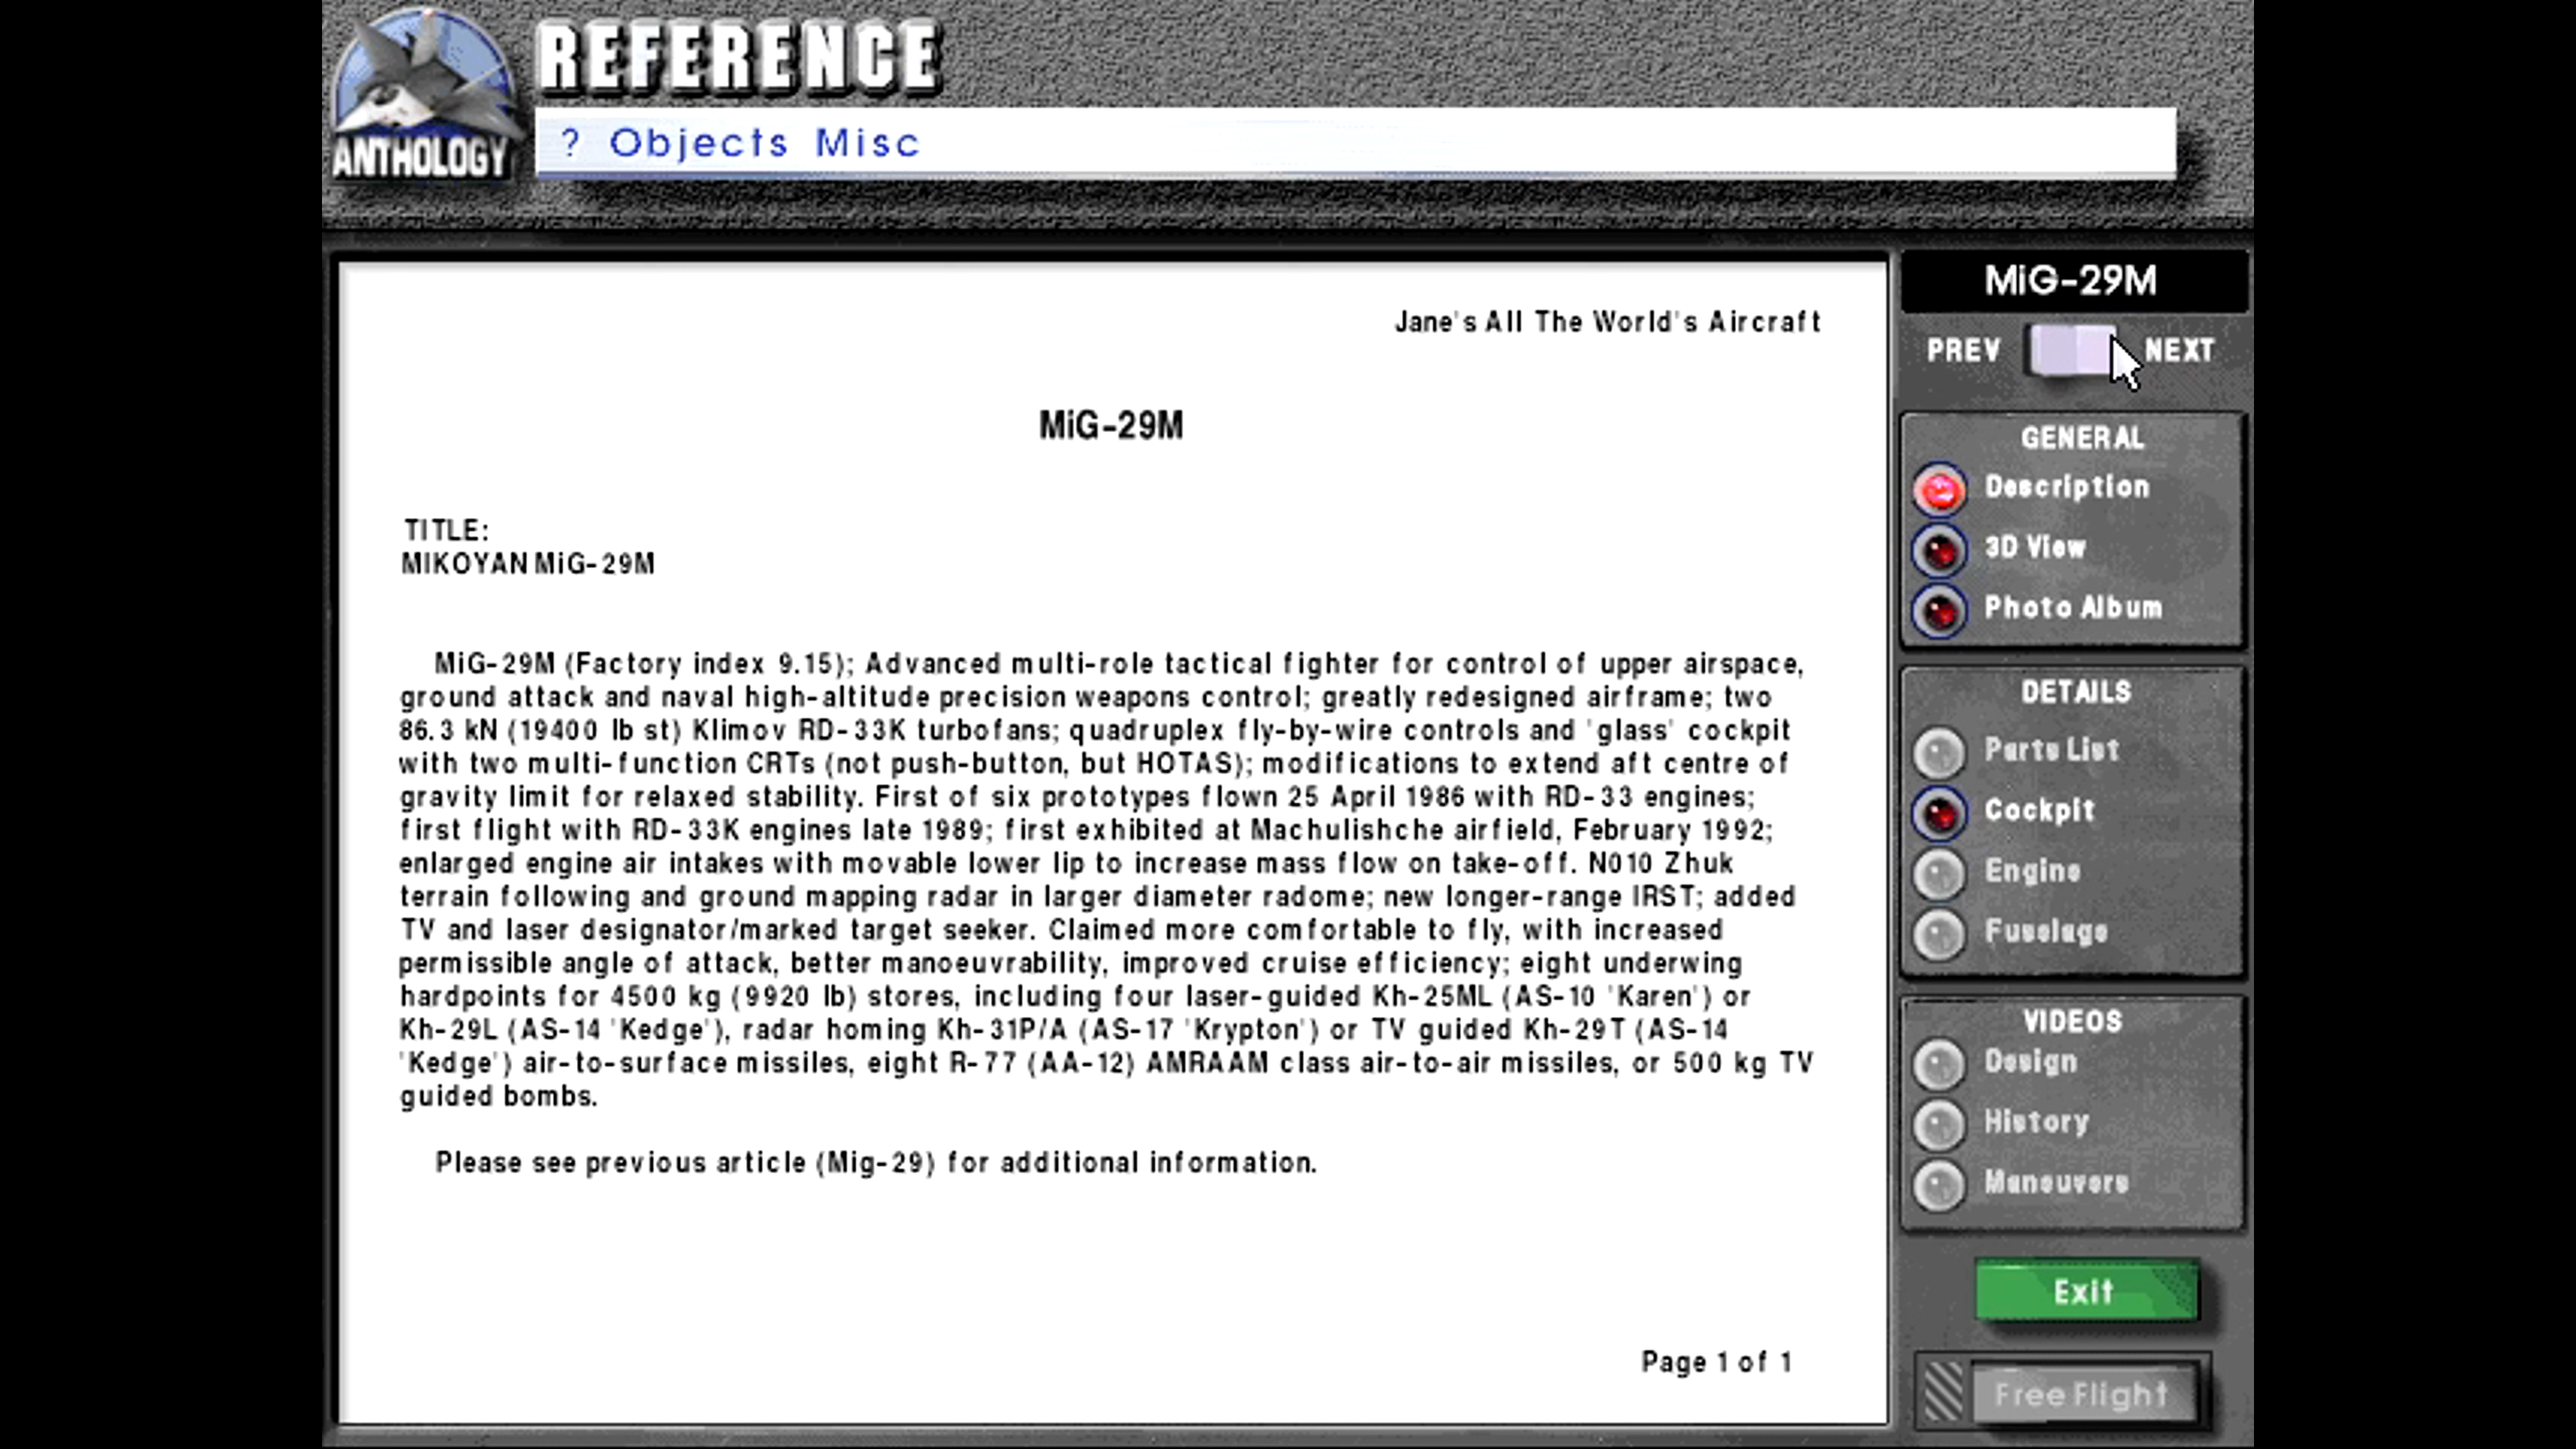 REFERENCE
ANTHOLOGY
? Objects Misc
Jane's All The World's Aircraft
MiG-29M
TITLE:
MIKOYAN MiG-29M
MiG-29M (Factory index 9.15); Advanced multi-role tactical fighter for control of upper airspace,
ground attack and naval high-altitude precision weapons control; greatly redesigned airframe; two
86.3 kN (19400 lb st) Klimov RD-33K turbofans; quadruplex fly-by-wire controls and 'glass' cockpit
with two multi-function CRTs (not push-button, but HOTAS); modifications to extend aft centre of
gravity limit for relaxed stability. First of six prototypes flown 25 April 1986 with RD-33 engines;
first flight with RD-33K engines late 1989; first exhibited at Machulishche airfield, February 1992;
enlarged engine air intakes with movable lower lip to increase mass flow on take-off. N010 Zhuk
terrain following and ground mapping radar in larger diameter radome; new longer-range IRST; added
TV and laser designator/marked target seeker. Claimed more comfortable to fly, with increased
permissible angle of attack, better manoeuvrability, improved cruise efficiency; eight underwing
hardpoints for 4500 kg (9920 lb) stores, including four laser-guided Kh-25ML (AS-10 'Karen') or
Kh-29L (AS-14 'Kedge'), radar homing Kh-31P/A (AS-17 'Krypton') or TV guided Kh-29T (AS-14
'Kedge') air-to-surface missiles, eight R-77 (AA-12) AMRAAM class air-to-air missiles, or 500 kg TV
guided bombs.
Please see previous article (Mig-29) for additional information.
Page 1 of 1
MiG-29M
PREV NEXT
GENERAL
Description
3D View
Photo Album
DETAILS
Parts List
Cockpit
Engine
Fuselage
VIDEOS
Design
History
Maneuvers
Exit
Free Flight